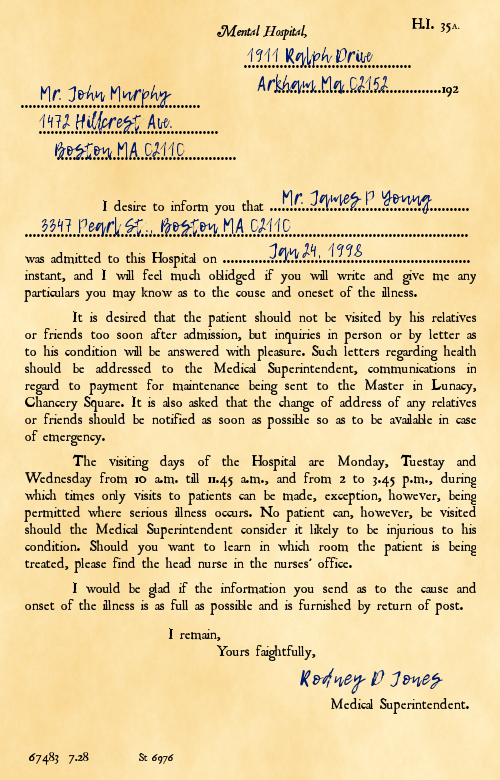 Mental Hospital,
H.I. 35A.
1911 Ralph Drive
Arkham Ma 02152 192
Mr. John Murphy
1472 Hillcrest Ave.
Boston MA 02110
I desire to inform you that Mr. James P Young
3347 Pearl St., Boston MA 02110
was admitted to this Hospital on Jan 24, 1998
instant, and I will feel much oblidged if you will write and give me any
particulars you may know as to the couse and oneset of the illness.
It is desired that the patient should not be visited by his relatives
or friends too soon after admission, but inquiries in person or by letter as
to his condition will be answered with pleasure. Such letters regarding health
should be addressed to the Medical Superintendent, communications in
regard to payment for maintenance being sent to the Master in Lunacy,
Chancery Square. It is also asked that the change of address of any relatives
or friends should be notified as soon as possible so as to be available in case
of emergency.
The visiting days of the Hospital are Monday, Tuestay and
Wednesday from 10 a.m. till 11.45 a.m., and from 2 to 3.45 p.m., during
which times only visits to patients can be made, exception, however, being
permitted where serious illness occurs. No patient can, however, be visited
should the Medical Superintendent consider it likely to be injurious to his
condition. Should you want to learn in which room the patient is being
treated, please find the head nurse in the nurses' office.
I would be glad if the information you send as to the cause and
onset of the illness is as full as possible and is furnished by return of post.
I remain,
Yours faightfully,
Rodney D Jones
Medical Superintendent.
67483 7.28 St 6976